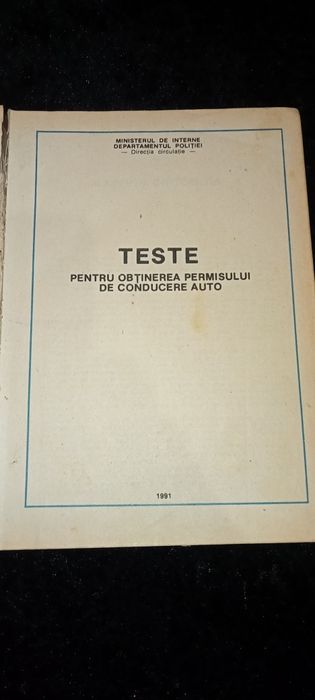 MINISTERUL DE INTERNE
DEPARTAMENTUL POLIȚIEI
— Direcția circulație —
TESTE
PENTRU OBȚINEREA PERMISULUI
DE CONDUCERE AUTO
1991